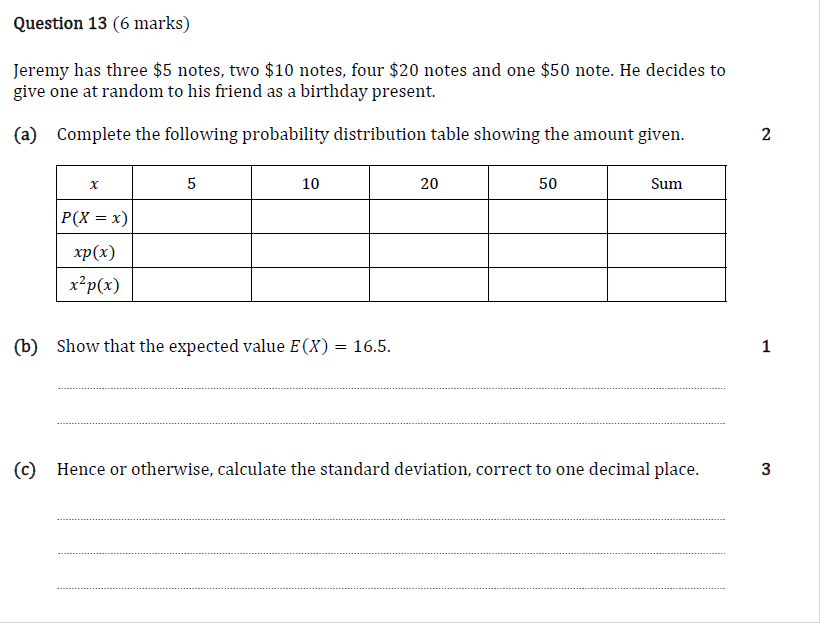 Question 13 (6 marks)
Jeremy has three $5 notes, two $10 notes, four $20 notes and one $50 note. He decides to
give one at random to his friend as a birthday present.
(a) Complete the following probability distribution table showing the amount given. 2
x 5 10 20 50 Sum
P(X = x)
xp(x)
x²p(x)
(b) Show that the expected value E(X) = 16.5. 1
(c) Hence or otherwise, calculate the standard deviation, correct to one decimal place. 3